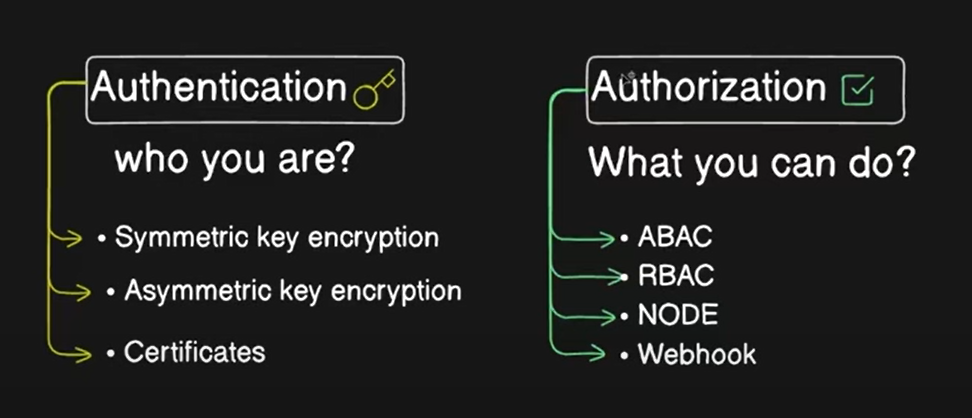 Authentication
who you are?
• Symmetric key encryption
• Asymmetric key encryption
• Certificates
Authorization
What you can do?
• ABAC
• RBAC
• NODE
• Webhook